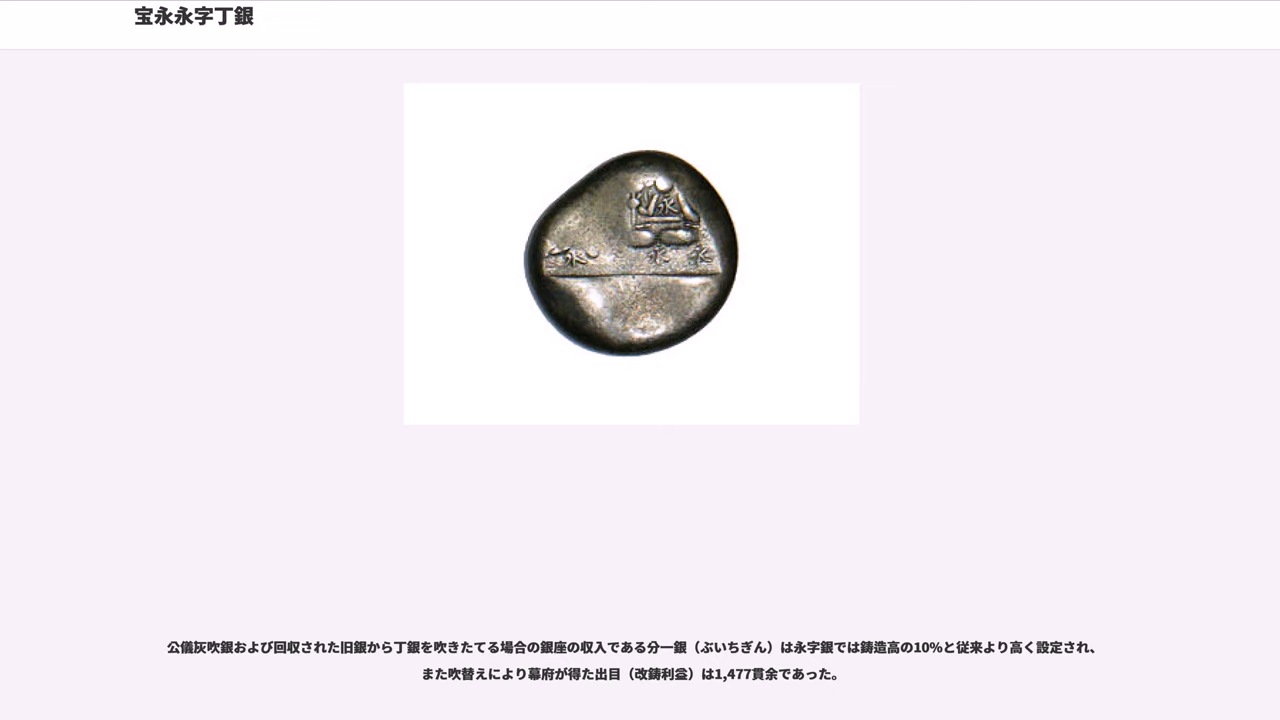 宝永永字丁銀
永
永 永 永
公儀灰吹銀および回収された旧銀から丁銀を吹きたてる場合の銀座の収入である分一銀（ぶいちぎん）は永字銀では鋳造高の10%と従来より高く設定され、
また吹替えにより幕府が得た出目（改鋳利益）は1,477貫余であった。